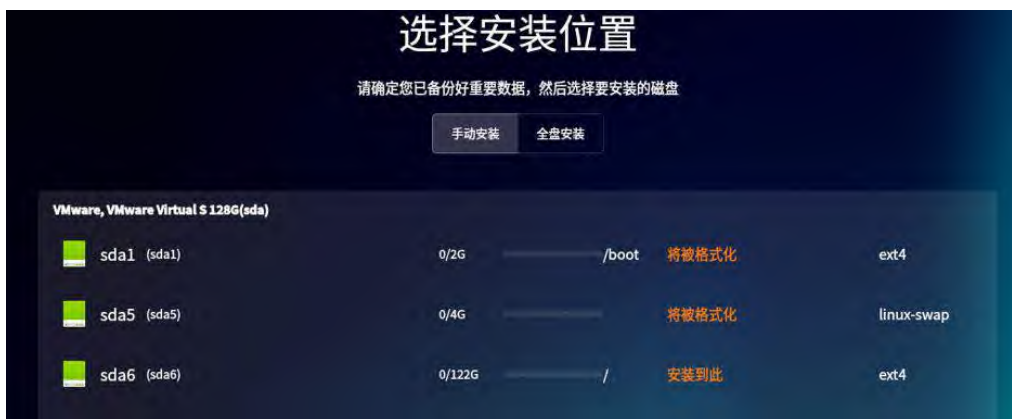 选择安装位置
请确定您已备份好重要数据，然后选择要安装的磁盘
手动安装 全盘安装
VMware, VMware Virtual S 128G(sda)
sda1 (sda1) 0/2G /boot 将被格式化 ext4
sda5 (sda5) 0/4G 将被格式化 linux-swap
sda6 (sda6) 0/122G / 安装到此 ext4